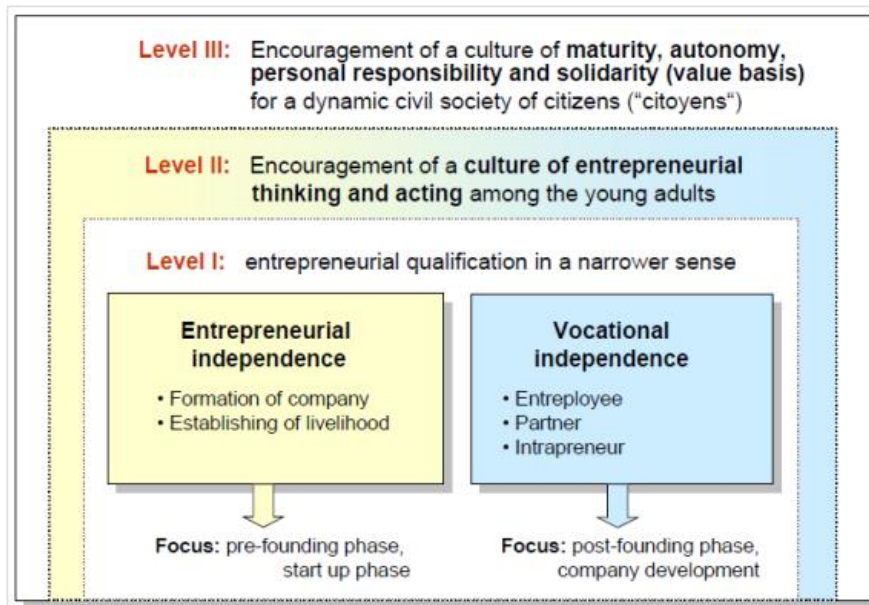 Level III: Encouragement of a culture of maturity, autonomy,
personal responsibility and solidarity (value basis)
for a dynamic civil society of citizens (“citoyens“)
Level II: Encouragement of a culture of entrepreneurial
thinking and acting among the young adults
Level I: entrepreneurial qualification in a narrower sense
Entrepreneurial
independence
• Formation of company
• Establishing of livelihood
Vocational
independence
• Entreployee
• Partner
• Intrapreneur
Focus: pre-founding phase,
start up phase
Focus: post-founding phase,
company development